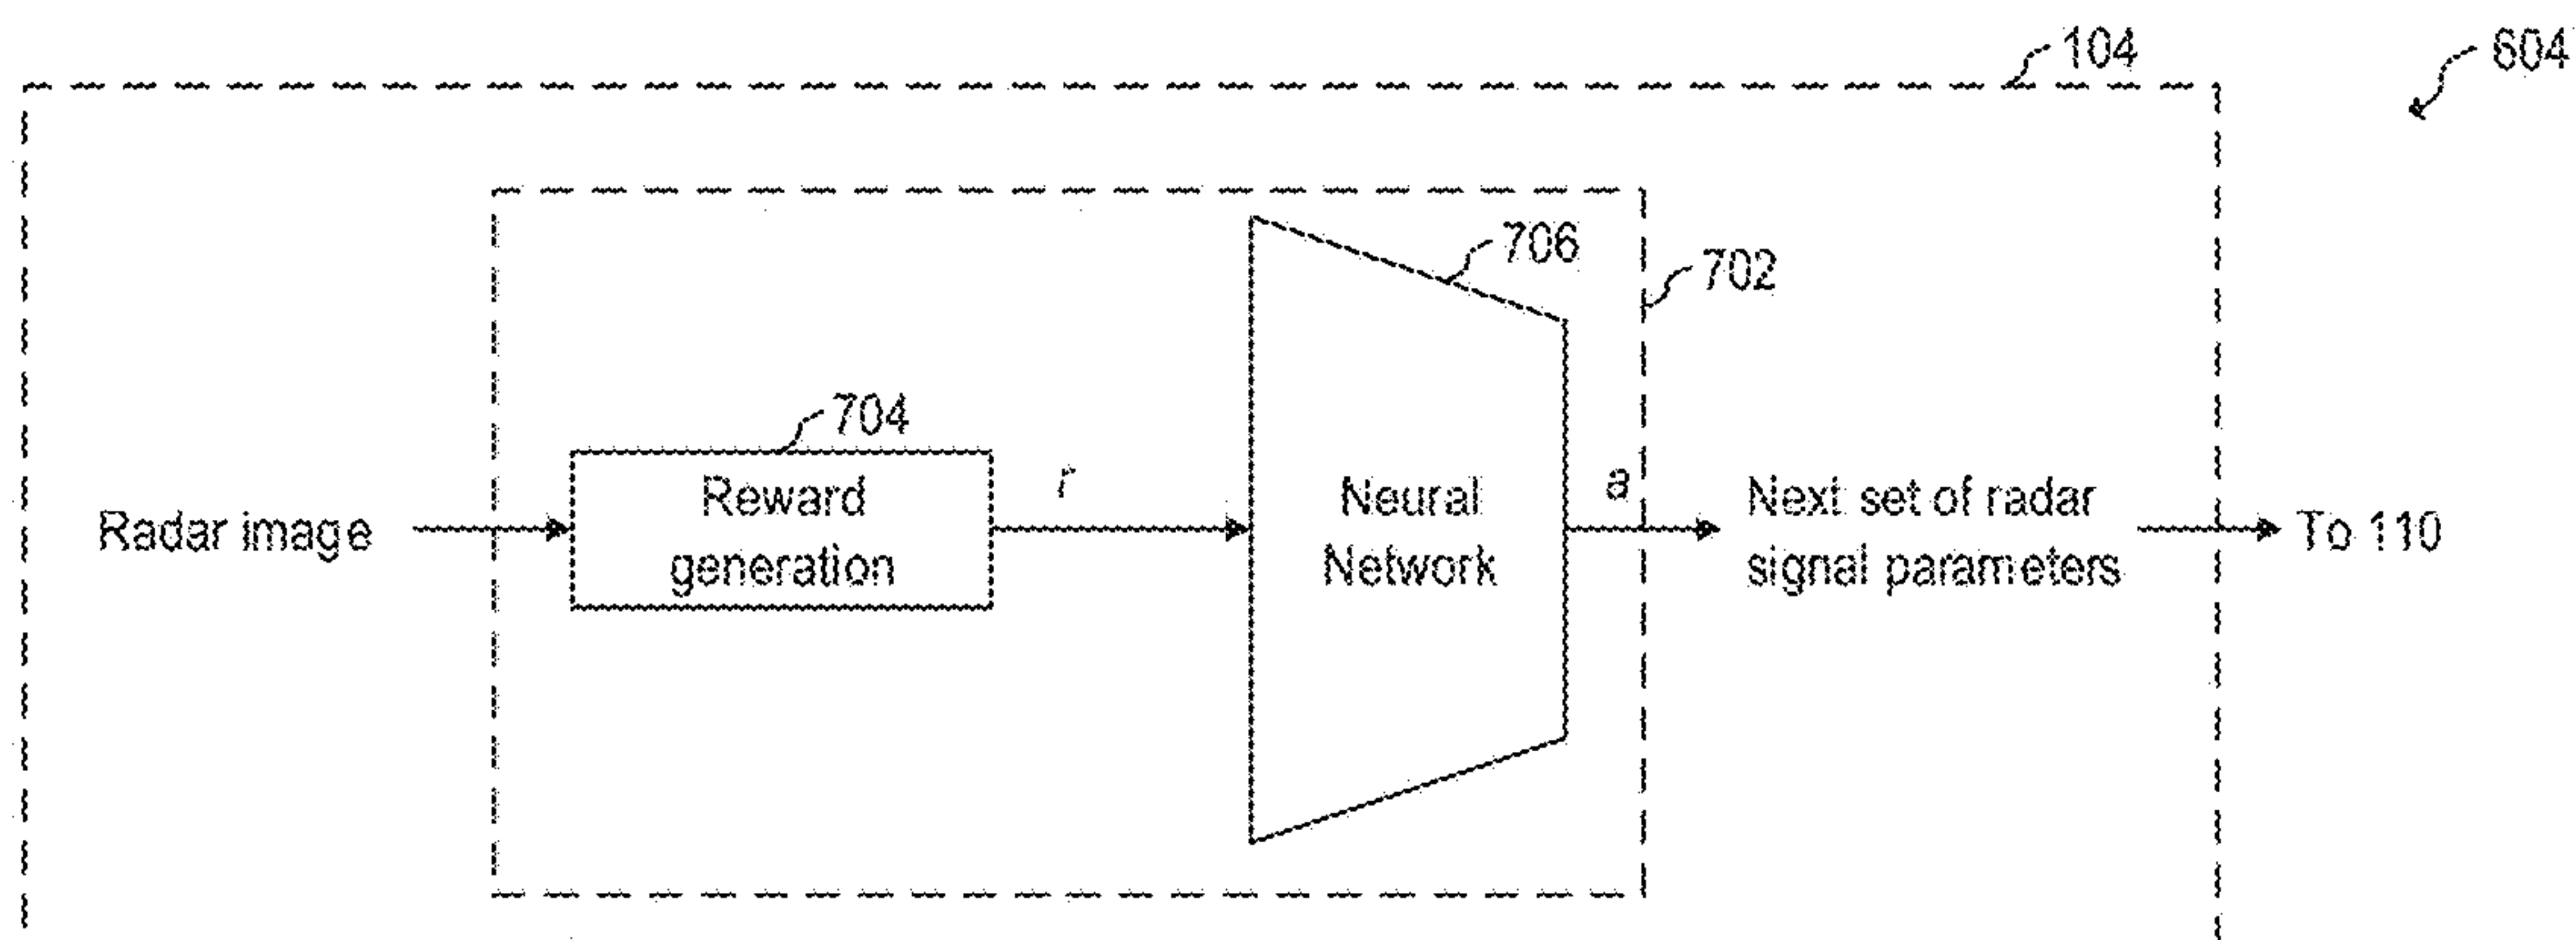 104
604
706
702
704
Radar image
Reward
generation
r
Neural
Network
a
Next set of radar
signal parameters
To 110